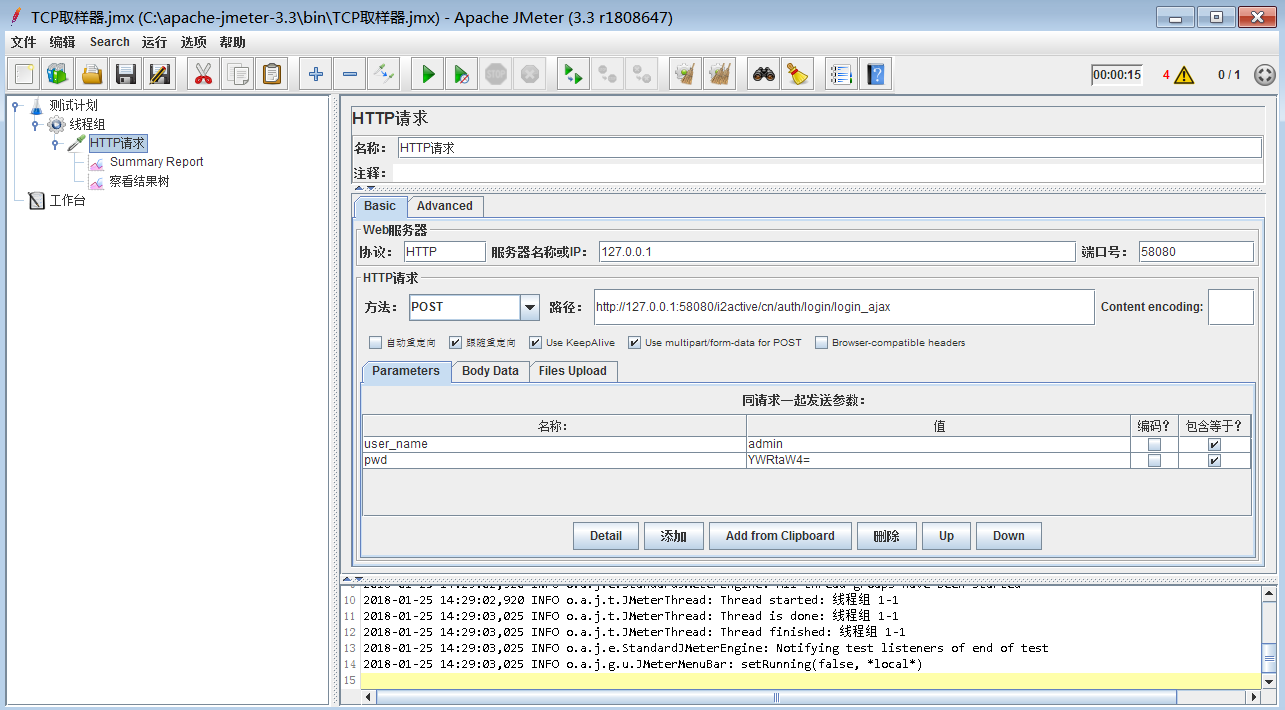 TCP取样器.jmx (C:\apache-jmeter-3.3\bin\TCP取样器.jmx) - Apache JMeter (3.3 r1808647)
文件 编辑 Search 运行 选项 帮助
STOP
00:00:15 4 0 / 1
测试计划
线程组
HTTP请求
Summary Report
察看结果树
工作台
HTTP请求
名称： HTTP请求
注释：
Basic Advanced
Web服务器
协议： HTTP 服务器名称或IP： 127.0.0.1 端口号： 58080
HTTP请求
方法： POST 路径： http://127.0.0.1:58080/i2active/cn/auth/login/login_ajax Content encoding:
自动重定向 跟随重定向 Use KeepAlive Use multipart/form-data for POST Browser-compatible headers
Parameters Body Data Files Upload
同请求一起发送参数：
名称： 值 编码？ 包含等于？
user_name admin
pwd YWRtaW4=
Detail 添加 Add from Clipboard 删除 Up Down
10 2018-01-25 14:29:02,920 INFO o.a.j.t.JMeterThread: Thread started: 线程组 1-1
11 2018-01-25 14:29:03,025 INFO o.a.j.t.JMeterThread: Thread is done: 线程组 1-1
12 2018-01-25 14:29:03,025 INFO o.a.j.t.JMeterThread: Thread finished: 线程组 1-1
13 2018-01-25 14:29:03,025 INFO o.a.j.e.StandardJMeterEngine: Notifying test listeners of end of test
14 2018-01-25 14:29:03,025 INFO o.a.j.g.u.JMeterMenuBar: setRunning(false, *local*)
15